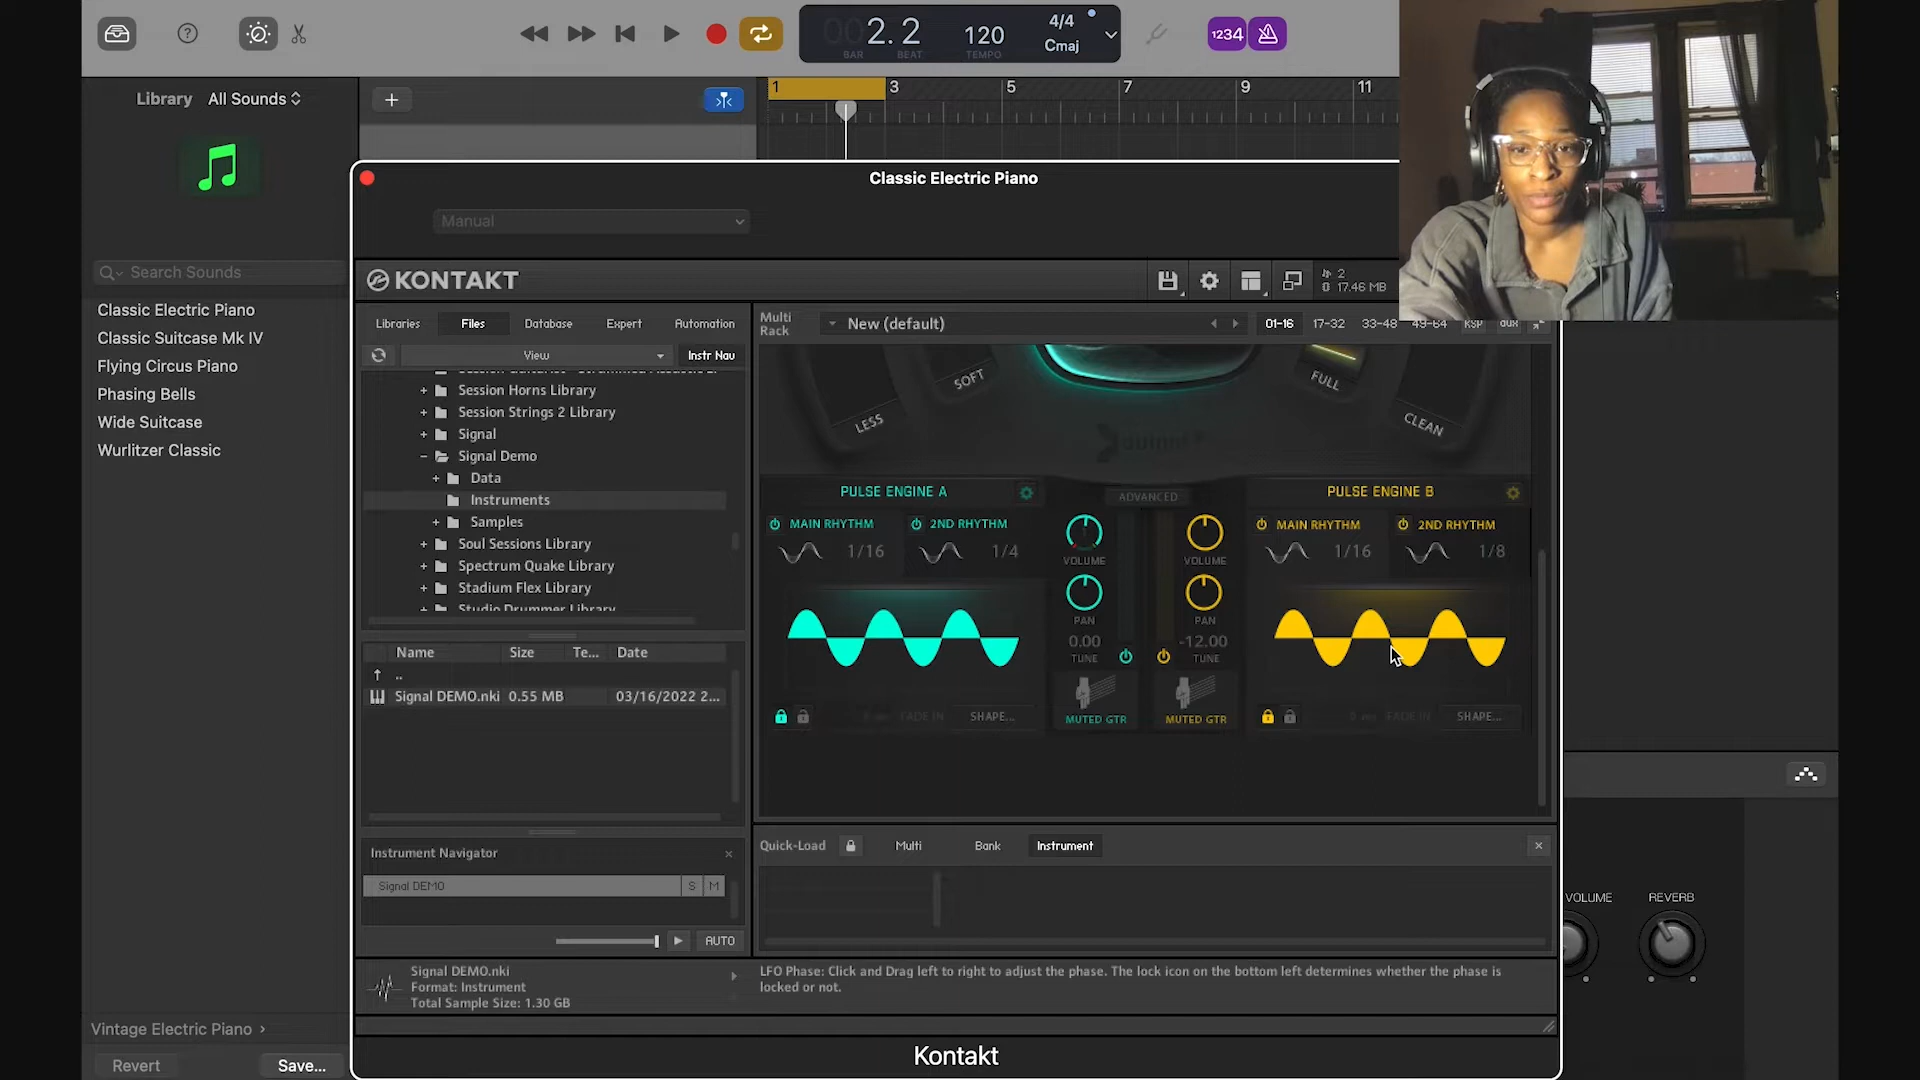 2.2
BAR
BEAT
120
TEMPO
4/4
Cmaj
1234
Library
All Sounds
1
3
5
7
9
11
Classic Electric Piano
Manual
Search Sounds
KONTAKT
2
17.46 MB
Classic Electric Piano
Classic Suitcase Mk IV
Flying Circus Piano
Phasing Bells
Wide Suitcase
Wurlitzer Classic
Libraries
Files
Database
Expert
Automation
View
Instr Nav
Session Horns Library
Session Strings 2 Library
Signal
Signal Demo
Data
Instruments
Samples
Soul Sessions Library
Spectrum Quake Library
Stadium Flex Library
Studio Drummer Library
Name
Size
Te...
Date
..
Signal DEMO.nki
0.55 MB
03/16/2022 2...
Instrument Navigator
Signal DEMO
S
M
AUTO
Signal DEMO.nki
Format: Instrument
Total Sample Size: 1.30 GB
Multi
Rack
New (default)
01-16
17-32
33-48
49-64
KSP
aux
SOFT
LESS
FULL
CLEAN
PULSE ENGINE A
ADVANCED
PULSE ENGINE B
MAIN RHYTHM
2ND RHYTHM
1/16
1/4
VOLUME
VOLUME
MAIN RHYTHM
2ND RHYTHM
1/16
1/8
PAN
PAN
0.00
-12.00
TUNE
TUNE
FADE IN
SHAPE...
MUTED GTR
MUTED GTR
FADE IN
SHAPE...
Quick-Load
Multi
Bank
Instrument
VOLUME
REVERB
LFO Phase: Click and Drag left to right to adjust the phase. The lock icon on the bottom left determines whether the phase is
locked or not.
Vintage Electric Piano
Revert
Save...
Kontakt